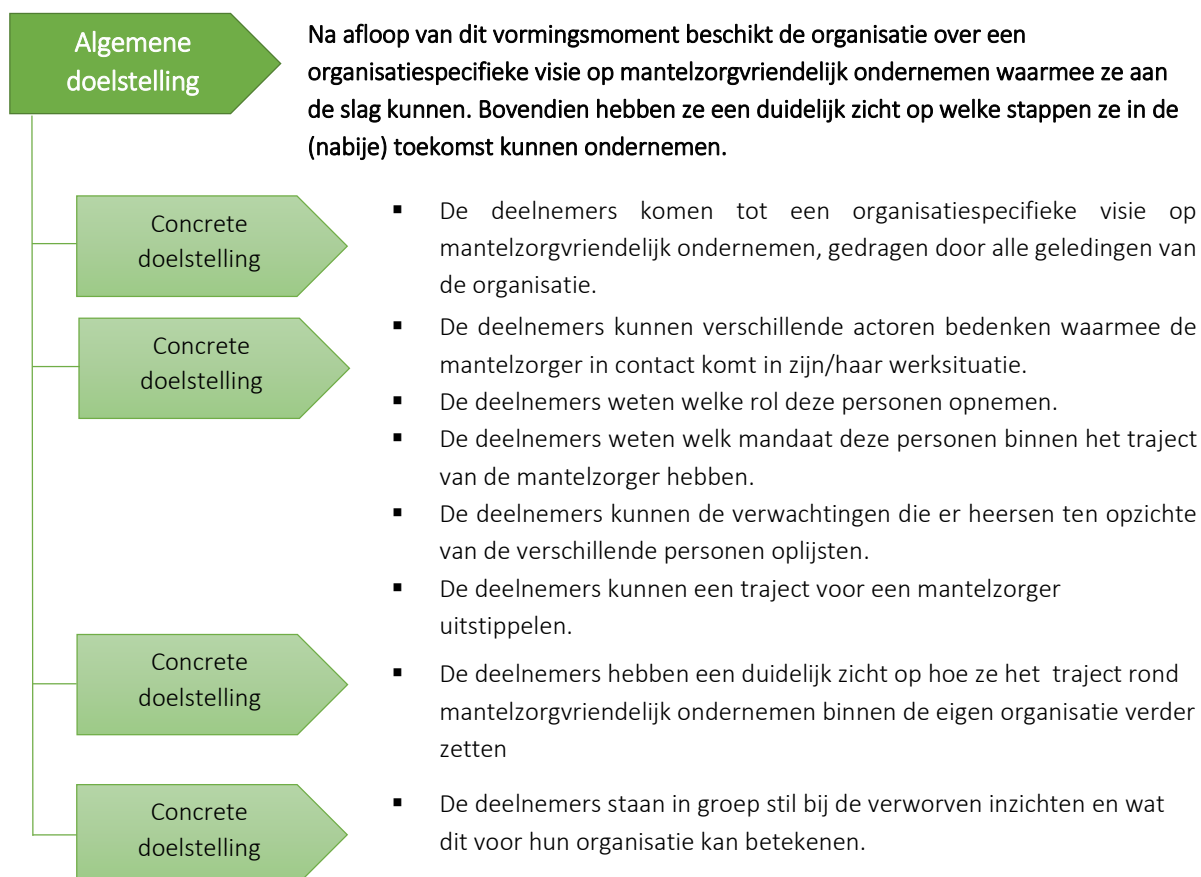 Algemene
doelstelling
Na afloop van dit vormingsmoment beschikt de organisatie over een
organisatiespecifieke visie op mantelzorgvriendelijk ondernemen waarmee ze aan
de slag kunnen. Bovendien hebben ze een duidelijk zicht op welke stappen ze in de
(nabije) toekomst kunnen ondernemen.
Concrete
doelstelling
▪ De deelnemers komen tot een organisatiespecifieke visie op
mantelzorgvriendelijk ondernemen, gedragen door alle geledingen van
de organisatie.
Concrete
doelstelling
▪ De deelnemers kunnen verschillende actoren bedenken waarmee de
mantelzorger in contact komt in zijn/haar werksituatie.
▪ De deelnemers weten welke rol deze personen opnemen.
▪ De deelnemers weten welk mandaat deze personen binnen het traject
van de mantelzorger hebben.
▪ De deelnemers kunnen de verwachtingen die er heersen ten opzichte
van de verschillende personen oplijsten.
▪ De deelnemers kunnen een traject voor een mantelzorger
uitstippelen.
Concrete
doelstelling
▪ De deelnemers hebben een duidelijk zicht op hoe ze het traject rond
mantelzorgvriendelijk ondernemen binnen de eigen organisatie verder
zetten
Concrete
doelstelling
▪ De deelnemers staan in groep stil bij de verworven inzichten en wat
dit voor hun organisatie kan betekenen.